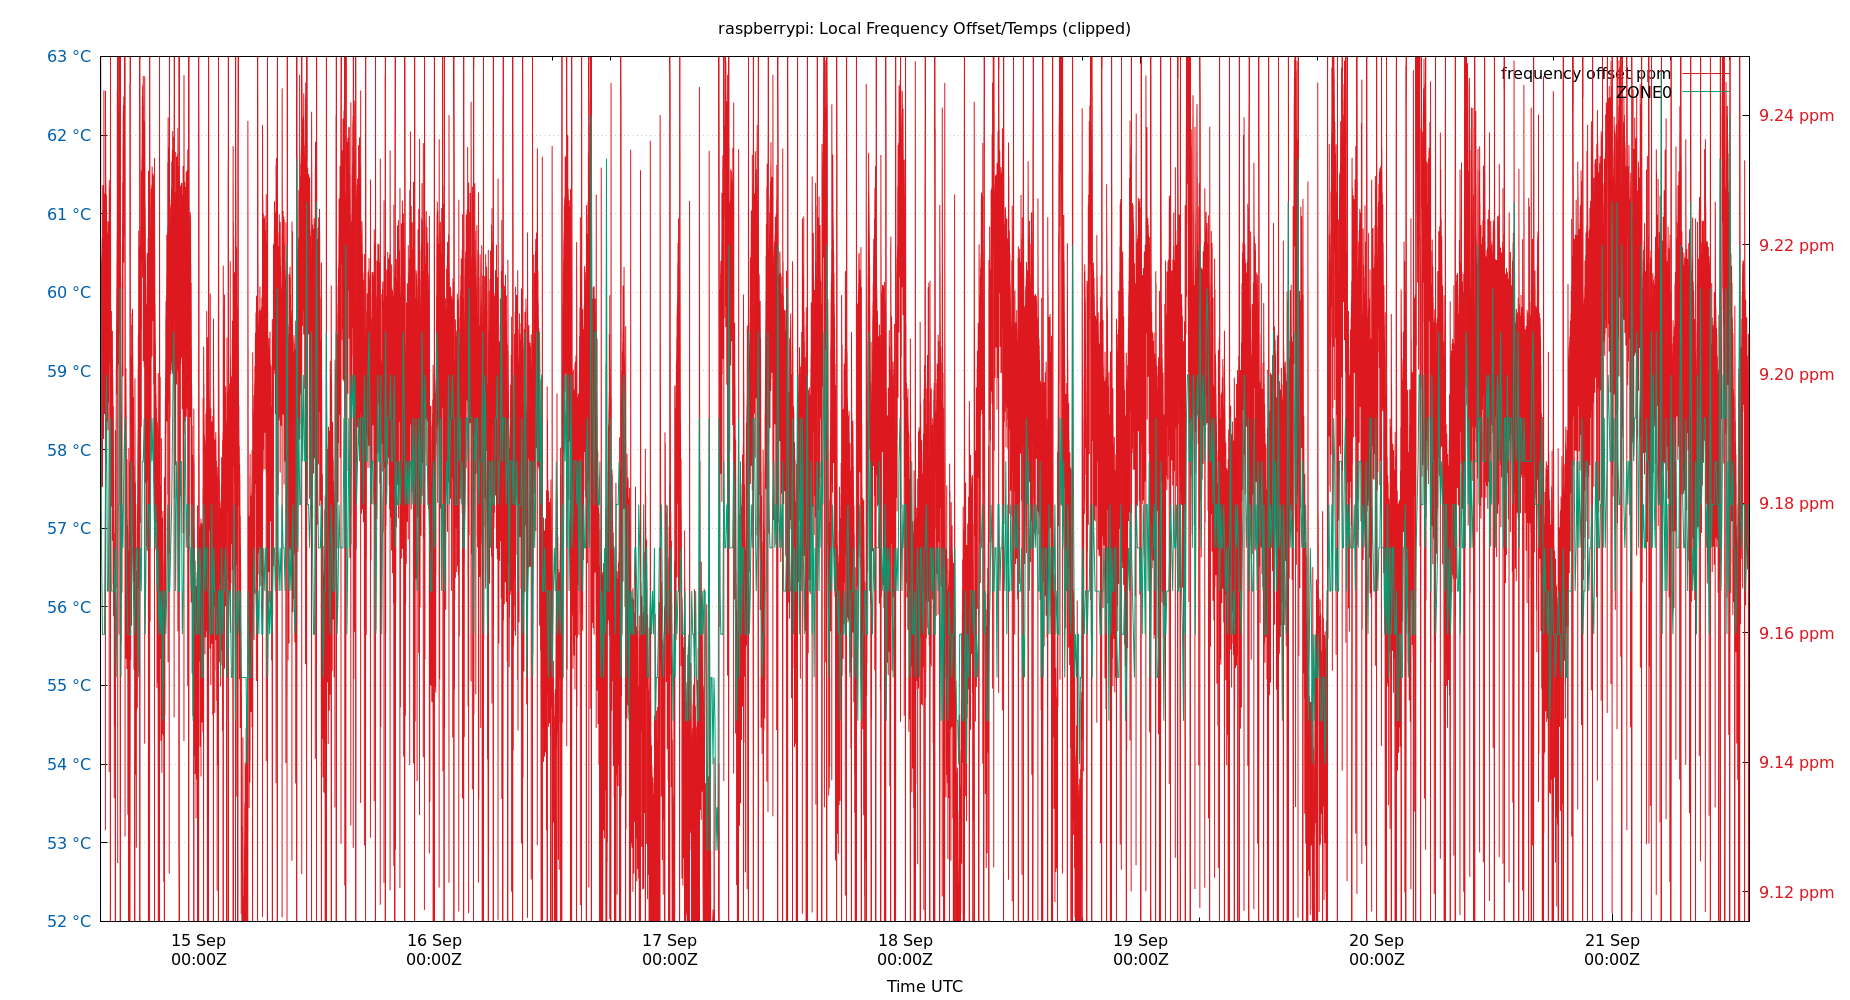 raspberrypi: Local Frequency Offset/Temps (clipped)
63 °C
62 °C
61 °C
60 °C
59 °C
58 °C
57 °C
56 °C
55 °C
54 °C
53 °C
52 °C
frequency offset ppm
ZONE0
9.24 ppm
9.22 ppm
9.20 ppm
9.18 ppm
9.16 ppm
9.14 ppm
9.12 ppm
15 Sep
00:00Z
16 Sep
00:00Z
17 Sep
00:00Z
18 Sep
00:00Z
19 Sep
00:00Z
20 Sep
00:00Z
21 Sep
00:00Z
Time UTC